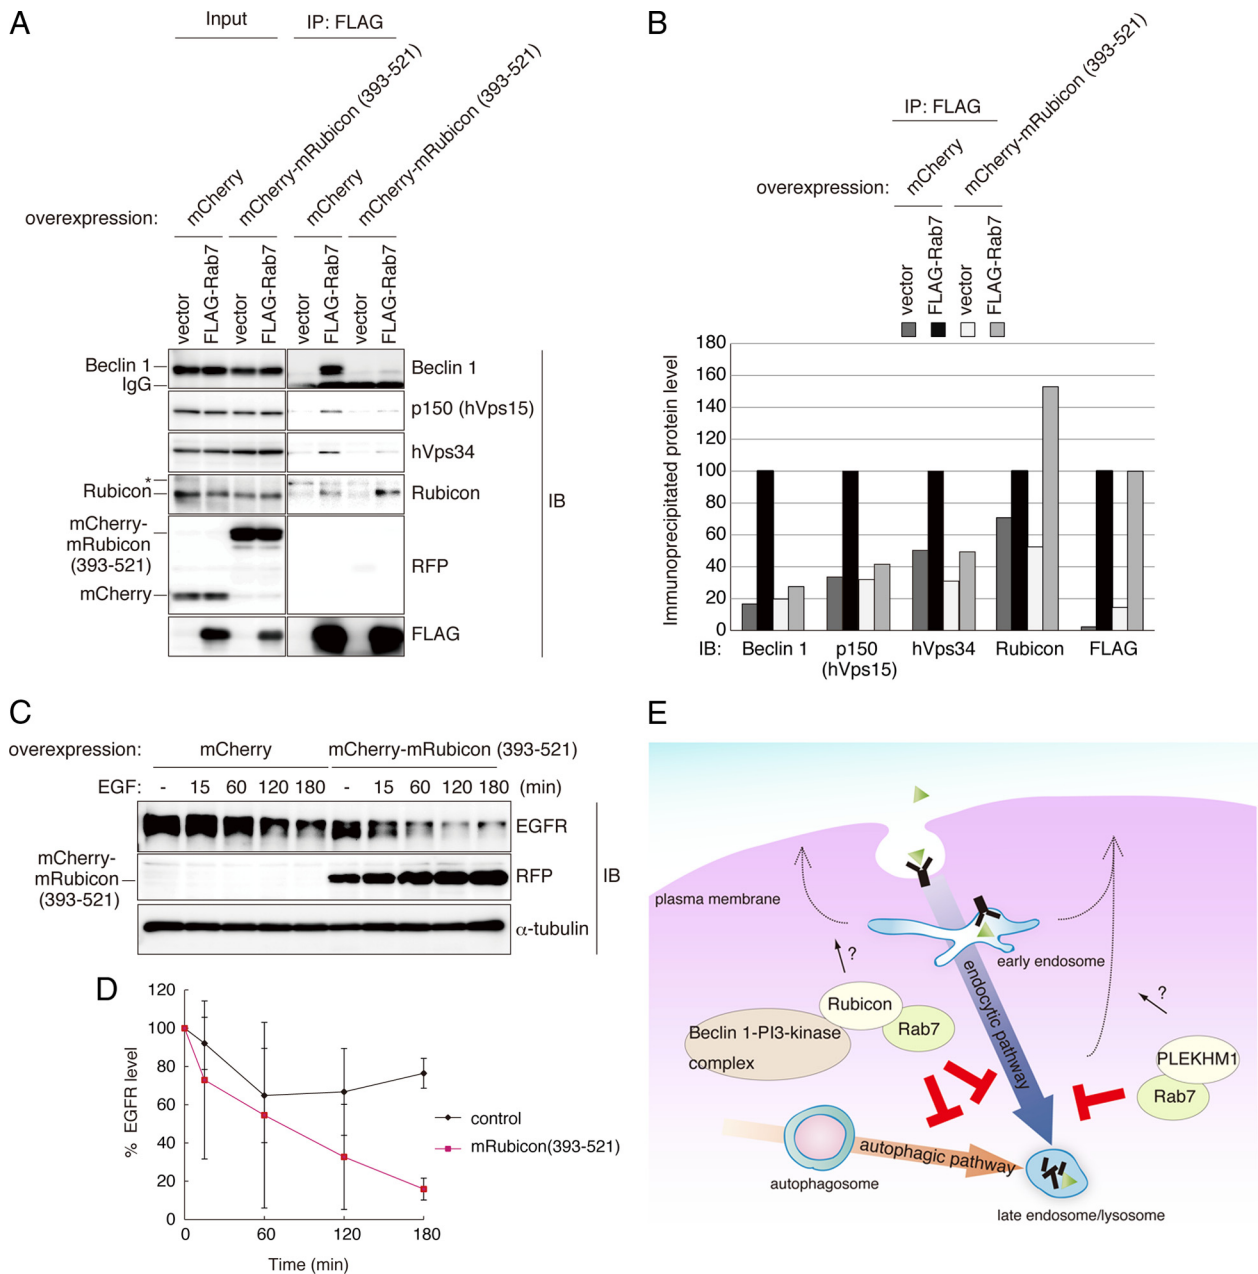 A
Input
IP: FLAG
overexpression:
mCherry
mCherry-mRubicon (393-521)
mCherry
mCherry-mRubicon (393-521)
vector
FLAG-Rab7
vector
FLAG-Rab7
vector
FLAG-Rab7
vector
FLAG-Rab7
Beclin 1
IgG
Beclin 1
p150 (hVps15)
hVps34
*
Rubicon
Rubicon
mCherry-
mRubicon
(393-521)
RFP
mCherry
FLAG
IB
B
IP: FLAG
overexpression:
mCherry
mCherry-mRubicon (393-521)
vector
FLAG-Rab7
vector
FLAG-Rab7
Immunoprecipitated protein level
180
160
140
120
100
80
60
40
20
0
IB:
Beclin 1
p150
(hVps15)
hVps34
Rubicon
FLAG
C
overexpression:
mCherry
mCherry-mRubicon (393-521)
EGF: - 15 60 120 180 - 15 60 120 180 (min)
EGFR
mCherry-
mRubicon
(393-521)
RFP
α-tubulin
IB
D
% EGFR level
120
100
80
60
40
20
0
0 60 120 180
Time (min)
control
mRubicon(393-521)
E
plasma membrane
early endosome
?
Rubicon
Rab7
Beclin 1-PI3-kinase
complex
endocytic pathway
?
PLEKHM1
Rab7
autophagic pathway
autophagosome
late endosome/lysosome